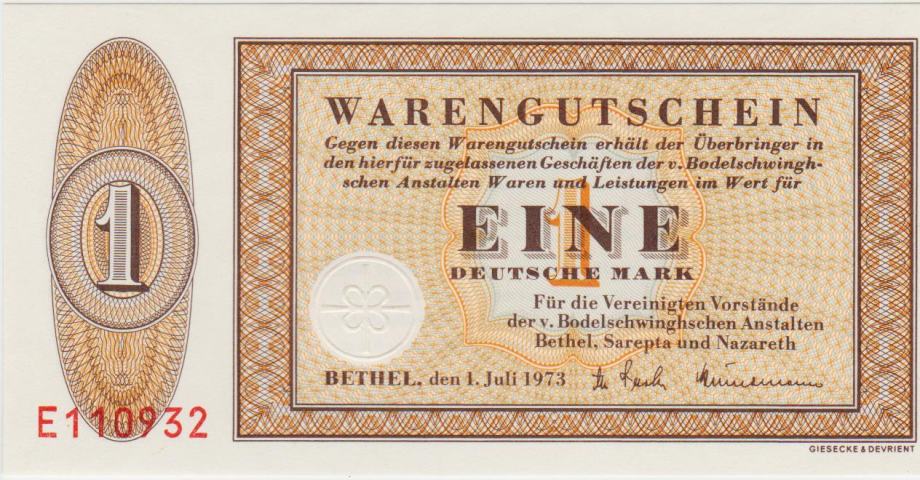 1
WARENGUTSCHEIN
Gegen diesen Warengutschein erhält der Überbringer in
den hierfür zugelassenen Geschäften der v. Bodelschwingh-
schen Anstalten Waren und Leistungen im Wert für
1
EINE
DEUTSCHE MARK
Für die Vereinigten Vorstände
der v. Bodelschwinghschen Anstalten
Bethel, Sarepta und Nazareth
BETHEL, den 1. Juli 1973
E110932
GIESECKE & DEVRIENT